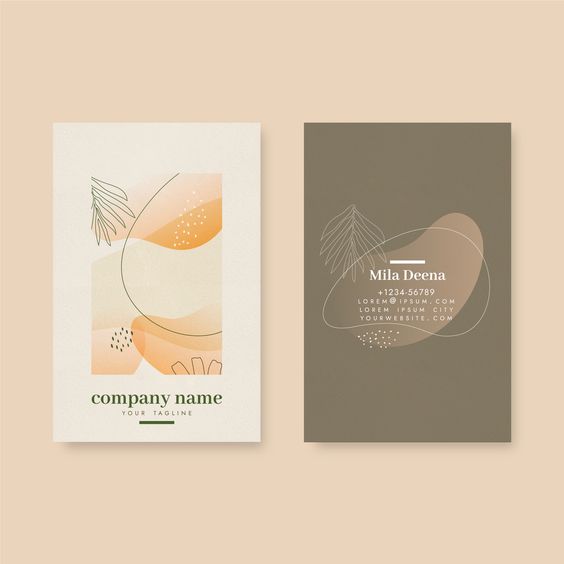 company name
YOUR TAGLINE
Mila Deena
+1234-56789
LOREM@IPSUM.COM
LOREM IPSUM CITY
YOURWEBSITE.COM